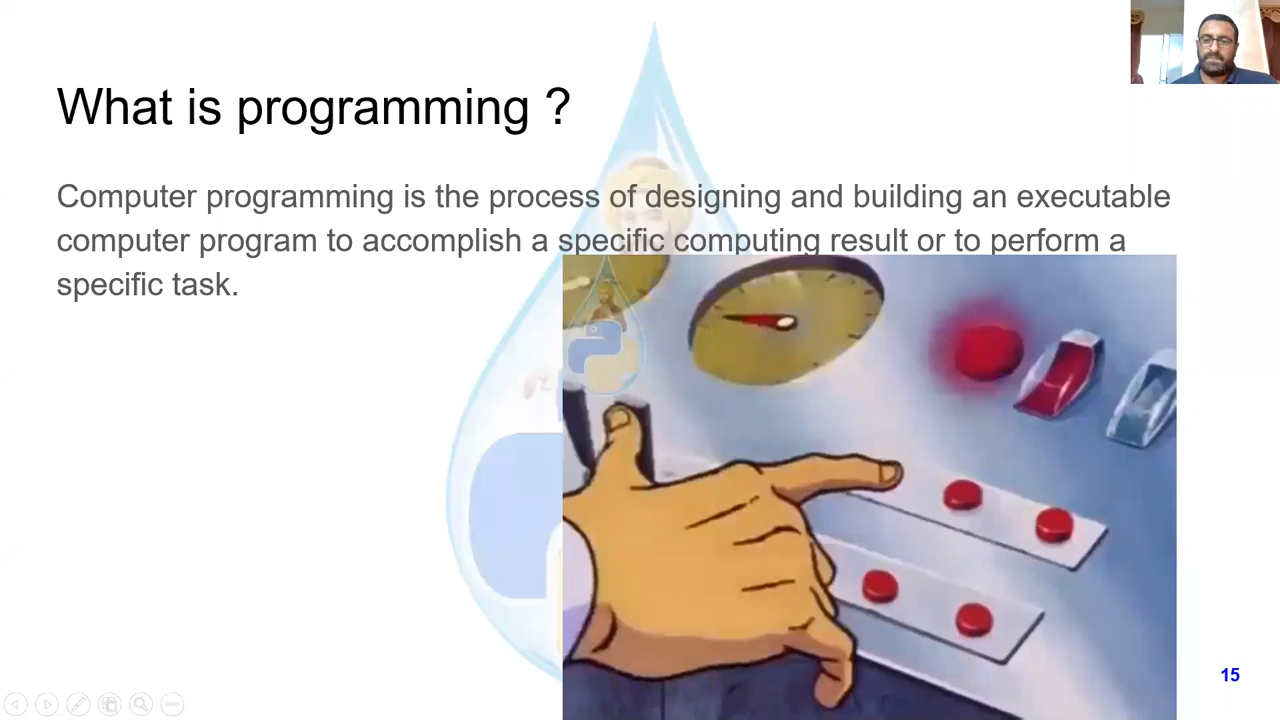 What is programming ?
Computer programming is the process of designing and building an executable
computer program to accomplish a specific computing result or to perform a
specific task.
15